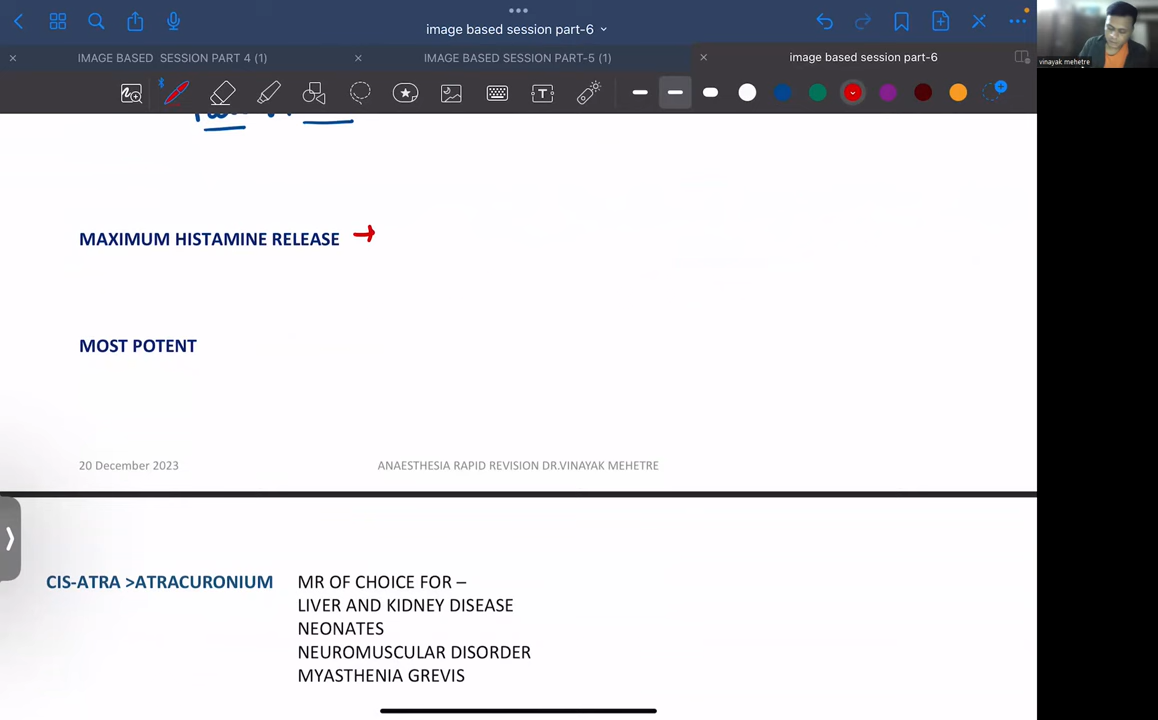 image based session part-6
IMAGE BASED SESSION PART 4 (1)
IMAGE BASED SESSION PART-5 (1)
image based session part-6
vinayak mehetre
MAXIMUM HISTAMINE RELEASE →
MOST POTENT
20 December 2023
ANAESTHESIA RAPID REVISION DR.VINAYAK MEHETRE
CIS-ATRA >ATRACURONIUM
MR OF CHOICE FOR –
LIVER AND KIDNEY DISEASE
NEONATES
NEUROMUSCULAR DISORDER
MYASTHENIA GREVIS